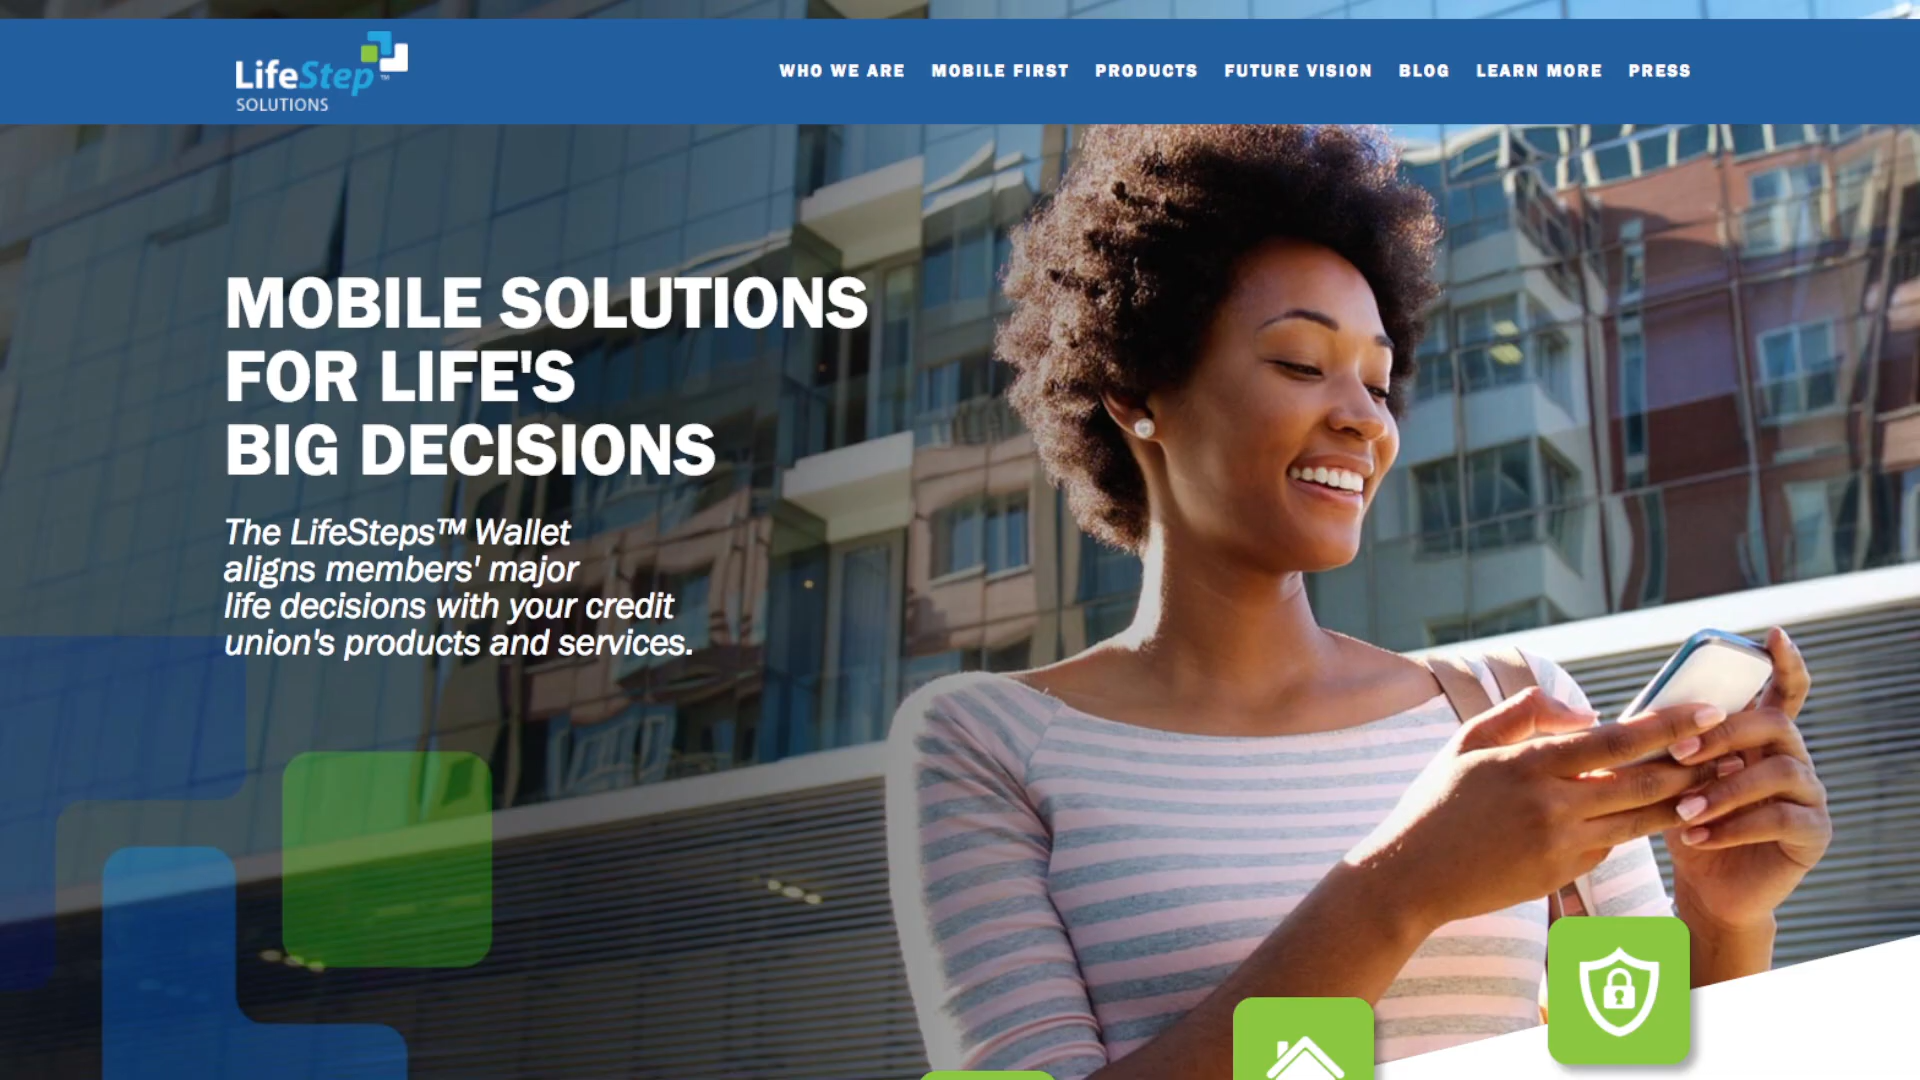 LifeStep™
SOLUTIONS
WHO WE ARE MOBILE FIRST PRODUCTS FUTURE VISION BLOG LEARN MORE PRESS
MOBILE SOLUTIONS
FOR LIFE'S
BIG DECISIONS
The LifeSteps™ Wallet
aligns members' major
life decisions with your credit
union's products and services.